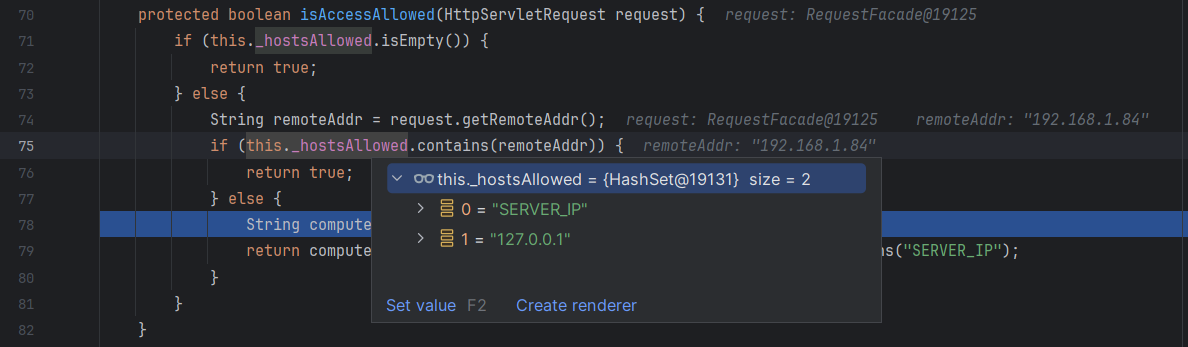 70 protected boolean isAccessAllowed(HttpServletRequest request) { request: RequestFacade@19125
71 if (this._hostsAllowed.isEmpty()) {
72 return true;
73 } else {
74 String remoteAddr = request.getRemoteAddr(); request: RequestFacade@19125 remoteAddr: "192.168.1.84"
75 if (this._hostsAllowed.contains(remoteAddr)) { remoteAddr: "192.168.1.84"
76 return true;
this._hostsAllowed = {HashSet@19131} size = 2
77 } else {
0 = "SERVER_IP"
78 String compute
1 = "127.0.0.1"
79 return compute ns("SERVER_IP");
80 }
81 }
Set value F2 Create renderer
82 }